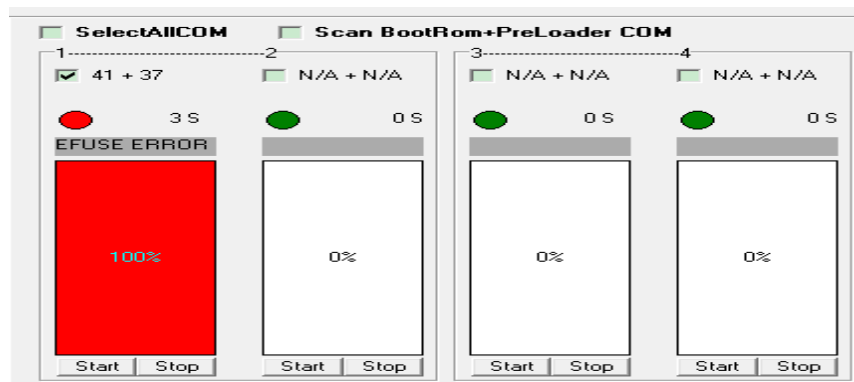 SelectAllCOM Scan BootRom+PreLoader COM
1 2 3 4
41 + 37 N/A + N/A N/A + N/A N/A + N/A
3 S 0 S 0 S 0 S
EFUSE ERROR
100% 0% 0% 0%
Start Stop Start Stop Start Stop Start Stop